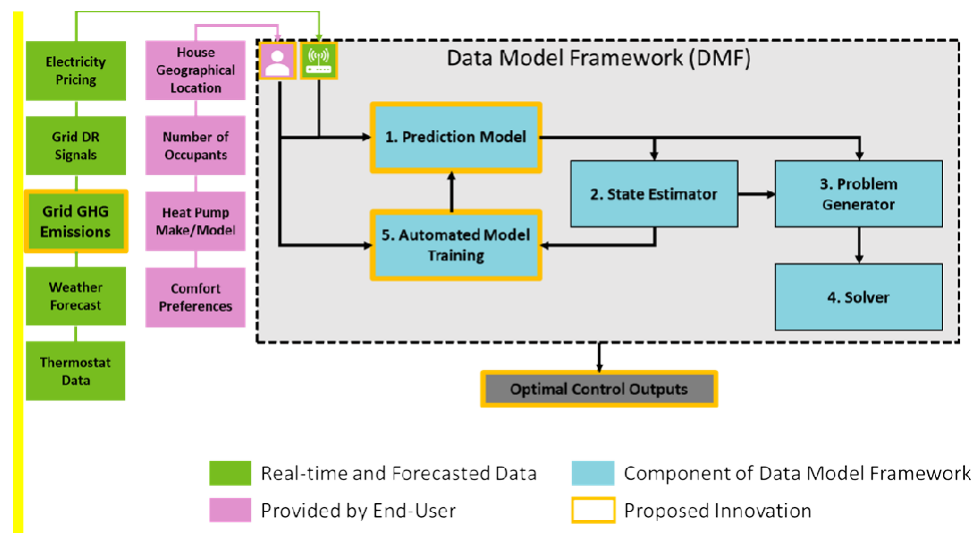 Electricity
Pricing
Grid DR
Signals
Grid GHG
Emissions
Weather
Forecast
Thermostat
Data
House
Geographical
Location
Number of
Occupants
Heat Pump
Make/Model
Comfort
Preferences
Data Model Framework (DMF)
1. Prediction Model
2. State Estimator
3. Problem
Generator
5. Automated Model
Training
4. Solver
Optimal Control Outputs
Real-time and Forecasted Data
Component of Data Model Framework
Provided by End-User
Proposed Innovation